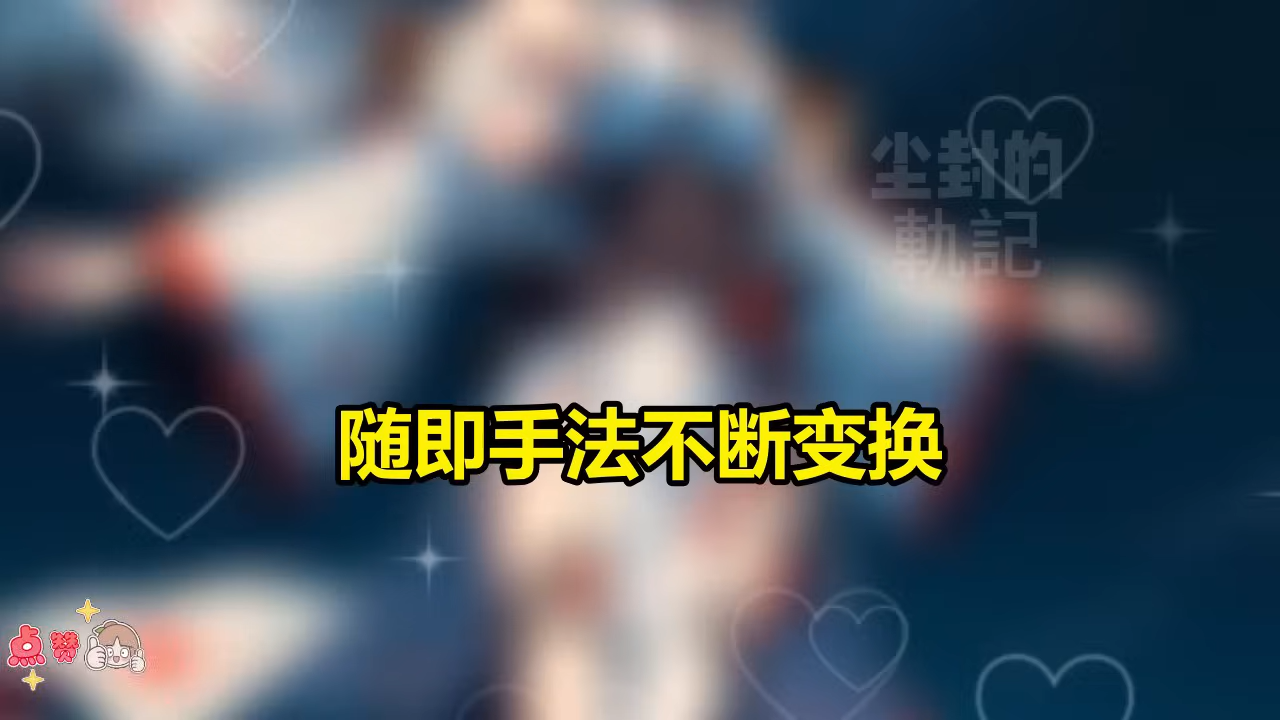 尘封的
軌記
随即手法不断变换
点赞